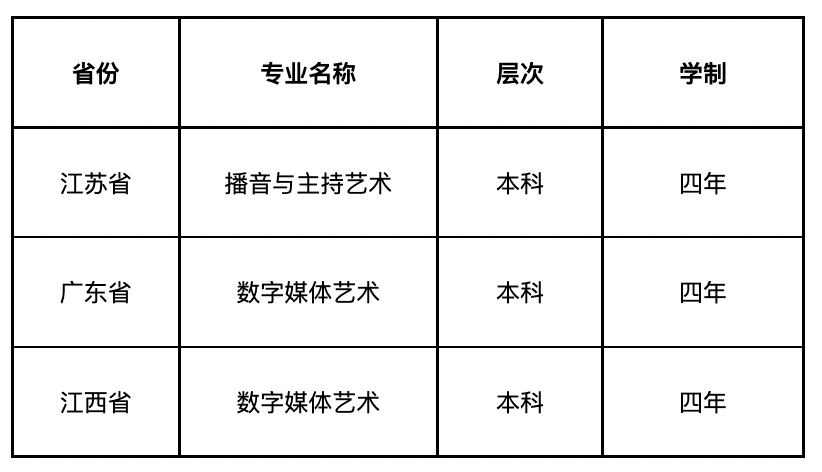 省份 专业名称 层次 学制
江苏省 播音与主持艺术 本科 四年
广东省 数字媒体艺术 本科 四年
江西省 数字媒体艺术 本科 四年